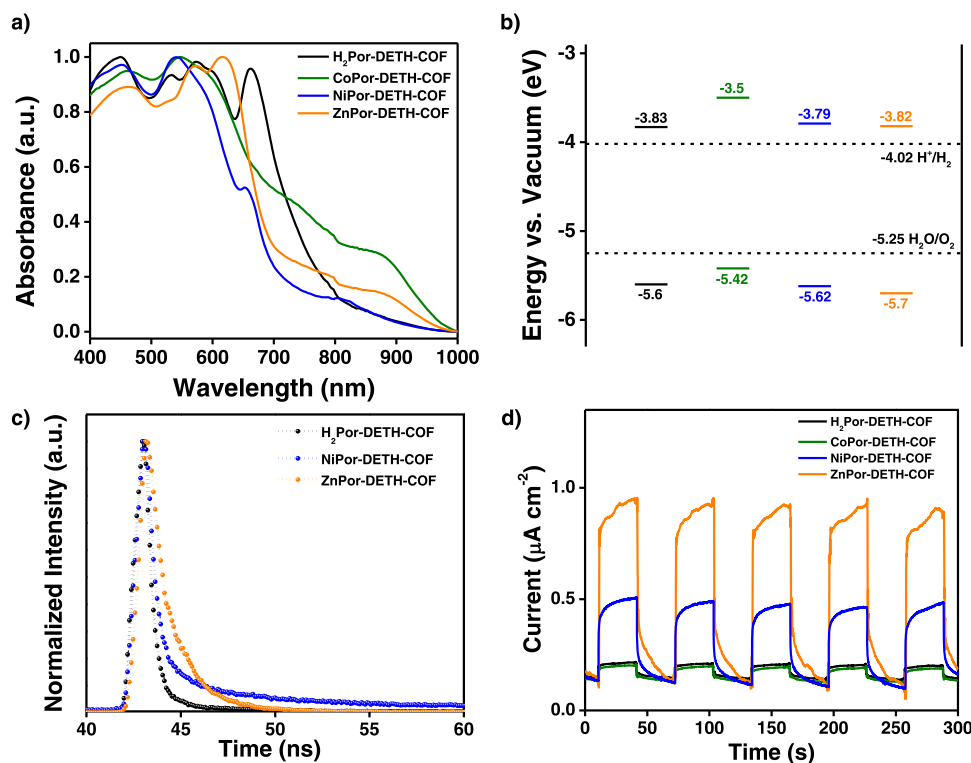 a)
Absorbance (a.u.)
1.0
0.8
0.6
0.4
0.2
0.0
H₂Por-DETH-COF
CoPor-DETH-COF
NiPor-DETH-COF
ZnPor-DETH-COF
400 500 600 700 800 900 1000
Wavelength (nm)
b)
Energy vs. Vacuum (eV)
-3
-4
-5
-6
-3.83
-3.5
-3.79
-3.82
-4.02 H⁺/H₂
-5.25 H₂O/O₂
-5.6
-5.42
-5.62
-5.7
c)
Normalized Intensity (a.u.)
H₂Por-DETH-COF
NiPor-DETH-COF
ZnPor-DETH-COF
40 45 50 55 60
Time (ns)
d)
Current (μA cm⁻²)
1.0
0.5
0.0
H₂Por-DETH-COF
CoPor-DETH-COF
NiPor-DETH-COF
ZnPor-DETH-COF
0 50 100 150 200 250 300
Time (s)